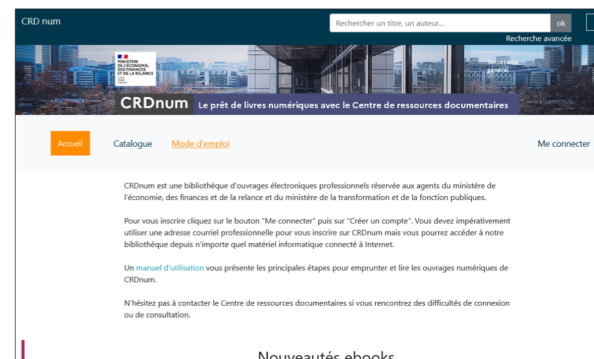 CRD num
Rechercher un titre, un auteur...
ok
Recherche avancée
MINISTÈRE
DE L'ÉCONOMIE,
DES FINANCES
ET DE LA RELANCE
Secrétariat
général
CRDnum Le prêt de livres numériques avec le Centre de ressources documentaires
Accueil Catalogue Mode d'emploi Me connecter
CRDnum est une bibliothèque d'ouvrages électroniques professionnels réservée aux agents du ministère de
l'économie, des finances et de la relance et du ministère de la transformation et de la fonction publiques.
Pour vous inscrire cliquez sur le bouton "Me connecter" puis sur "Créer un compte". Vous devez impérativement
utiliser une adresse courriel professionnelle pour vous inscrire sur CRDnum mais vous pourrez accéder à notre
bibliothèque depuis n'importe quel matériel informatique connecté à Internet.
Un manuel d'utilisation vous présente les principales étapes pour emprunter et lire les ouvrages numériques de
CRDnum.
N'hésitez pas à contacter le Centre de ressources documentaires si vous rencontrez des difficultés de connexion
ou de consultation.
Nouveautés ebooks